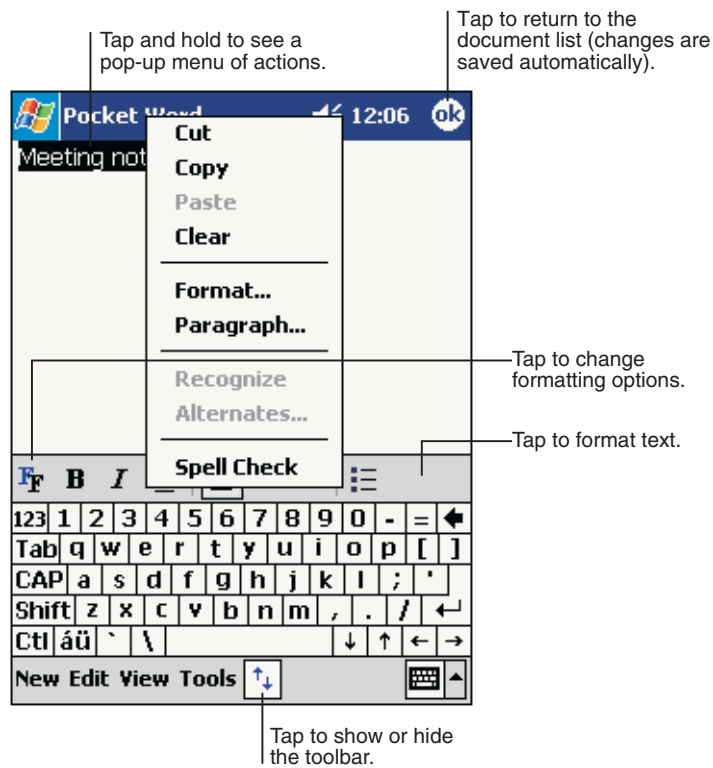 Tap to return to the
document list (changes are
saved automatically).
Tap and hold to see a
pop-up menu of actions.
Pocket Word 12:06 ok
Meeting not
Cut
Copy
Paste
Clear
Format...
Paragraph...
Recognize
Alternates...
Spell Check
Tap to change
formatting options.
Tap to format text.
FF B I
123 1 2 3 4 5 6 7 8 9 0 - = 
Tab q w e r t y u i o p [ ]
CAP a s d f g h j k l ; '
Shift z x c v b n m , . / ↵
Ctl áü ` \ ↓ ↑ ← →
New Edit View Tools
Tap to show or hide
the toolbar.